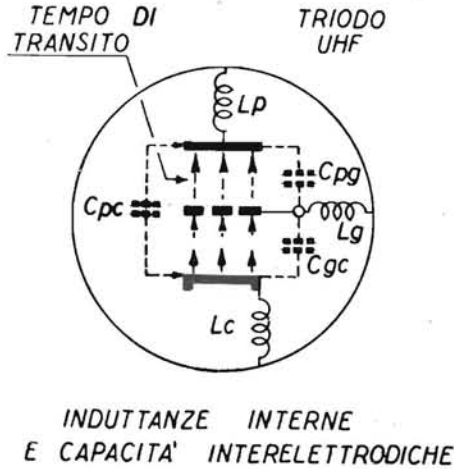 TEMPO DI
TRANSITO
TRIODO
UHF
Lp
Cpc
Cpg
Lg
Cgc
Lc
INDUTTANZE INTERNE
E CAPACITA' INTERELETTRODICHE